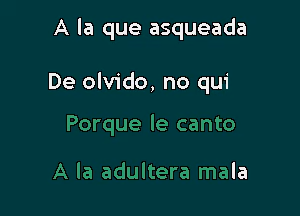 A la que asqueada
De olvido, no qui
Porque le canto
A la adultera mala